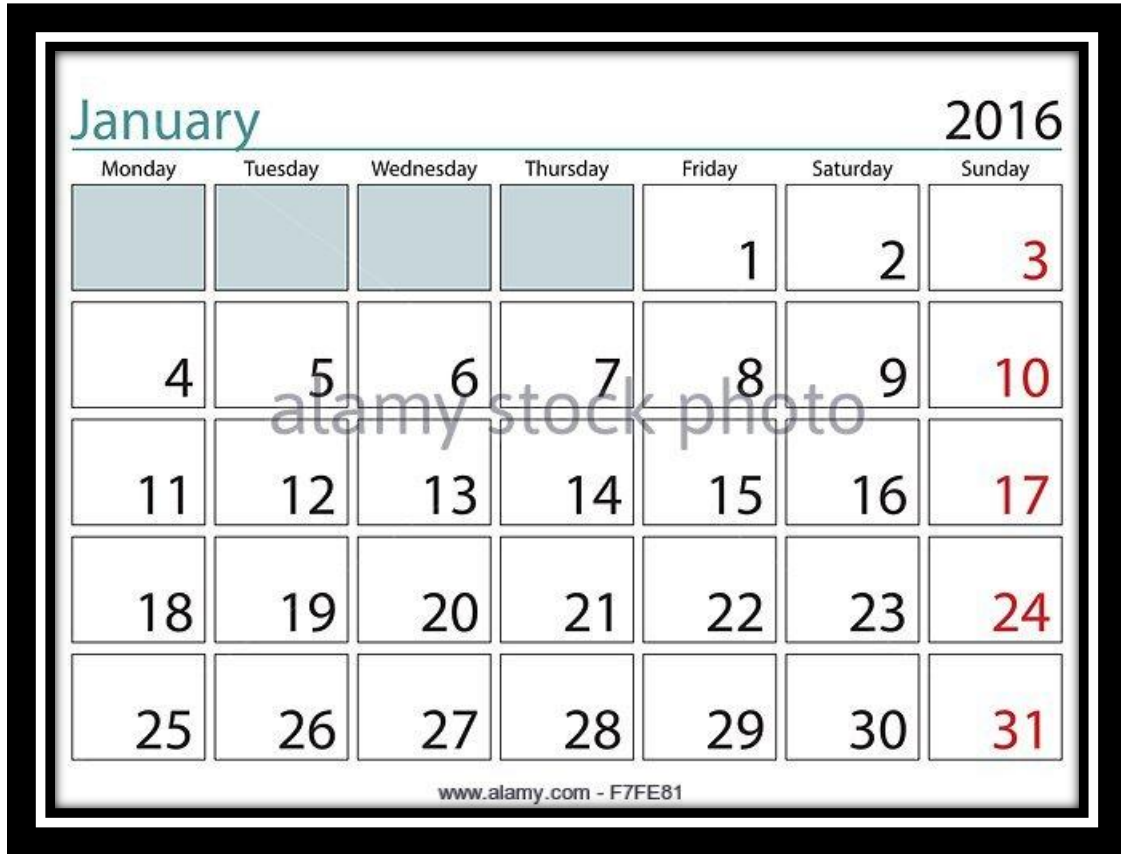 January 2016
Monday Tuesday Wednesday Thursday Friday Saturday Sunday
1 2 3
4 5 6 7 8 9 10
alamy stock photo
11 12 13 14 15 16 17
18 19 20 21 22 23 24
25 26 27 28 29 30 31
www.alamy.com - F7FE81